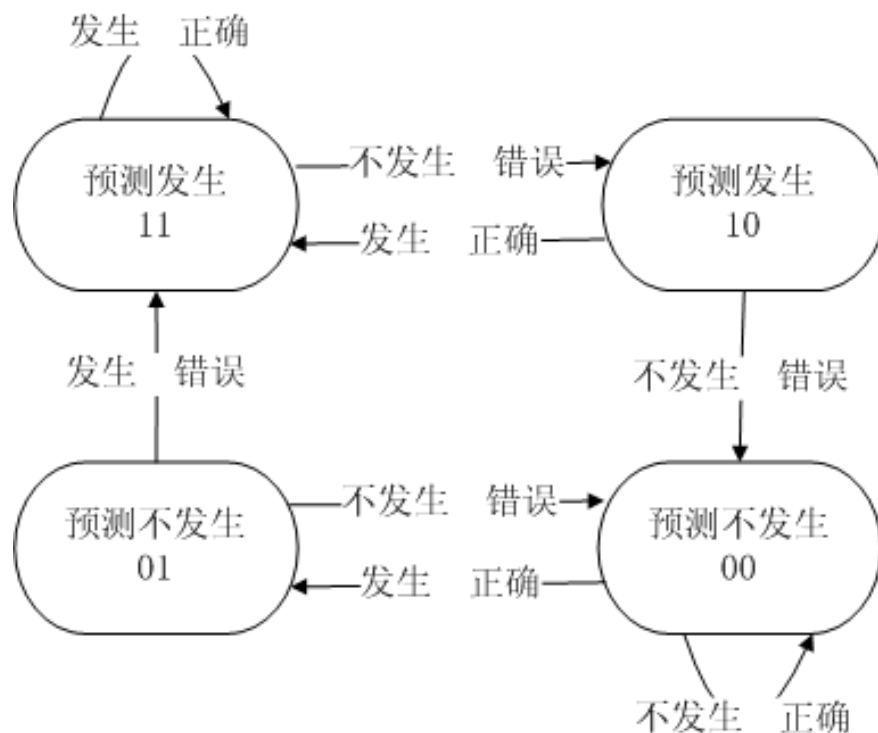 发生 正确
预测发生
11
不发生 错误
发生 正确
预测发生
10
发生 错误
不发生 错误
预测不发生
01
不发生 错误
发生 正确
预测不发生
00
不发生 正确